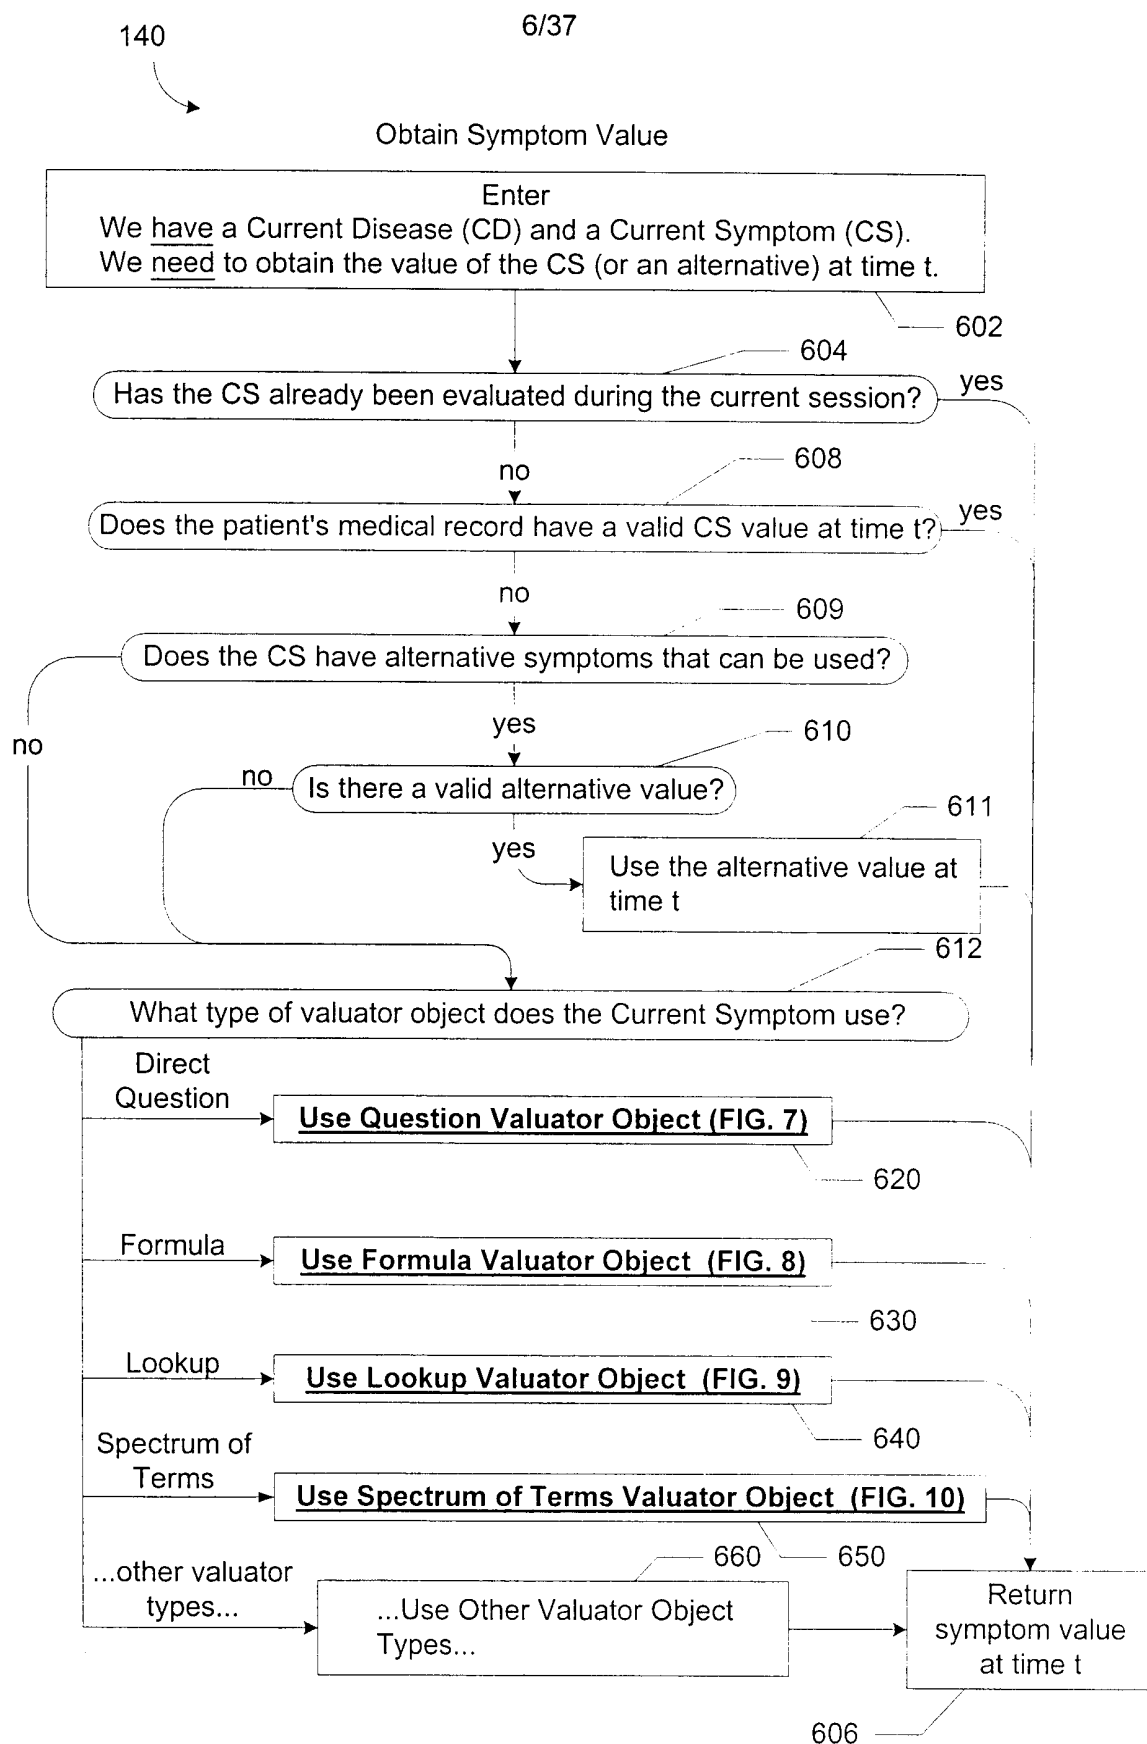 6/37
140
Obtain Symptom Value
Enter
We have a Current Disease (CD) and a Current Symptom (CS).
We need to obtain the value of the CS (or an alternative) at time t.
602
604
Has the CS already been evaluated during the current session?
yes
no
608
Does the patient's medical record have a valid CS value at time t?
yes
no
609
Does the CS have alternative symptoms that can be used?
no
yes
610
no
Is there a valid alternative value?
yes
611
Use the alternative value at
time t
612
What type of valuator object does the Current Symptom use?
Direct
Question
Use Question Valuator Object (FIG. 7)
620
Formula
Use Formula Valuator Object (FIG. 8)
630
Lookup
Use Lookup Valuator Object (FIG. 9)
640
Spectrum of
Terms
Use Spectrum of Terms Valuator Object (FIG. 10)
650
...other valuator
types...
660
...Use Other Valuator Object
Types...
Return
symptom value
at time t
606